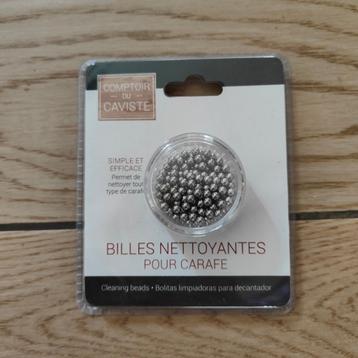 COMPTOIR
DU
CAVISTE
SIMPLE ET
EFFICACE
Permet de
nettoyer tout
type de carafe
BILLES NETTOYANTES
POUR CARAFE
Cleaning beads • Bolitas limpiadoras para decantador